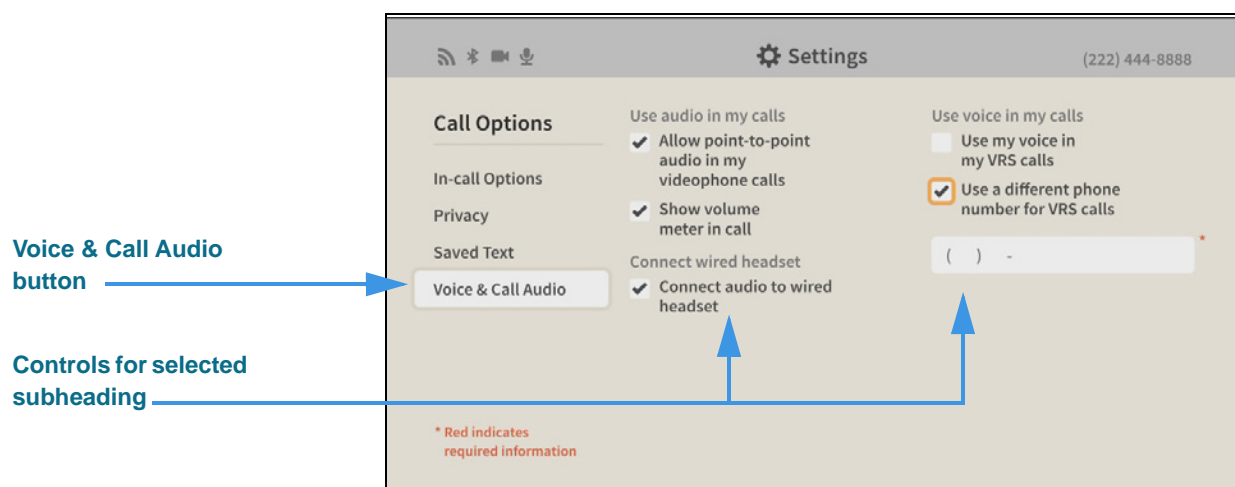 Settings
(222) 444-8888
Call Options
In-call Options
Privacy
Saved Text
Voice & Call Audio
Use audio in my calls
Allow point-to-point
audio in my
videophone calls
Show volume
meter in call
Connect wired headset
Connect audio to wired
headset
Use voice in my calls
Use my voice in
my VRS calls
Use a different phone
number for VRS calls
( ) -
*
* Red indicates
required information
Voice & Call Audio
button
Controls for selected
subheading